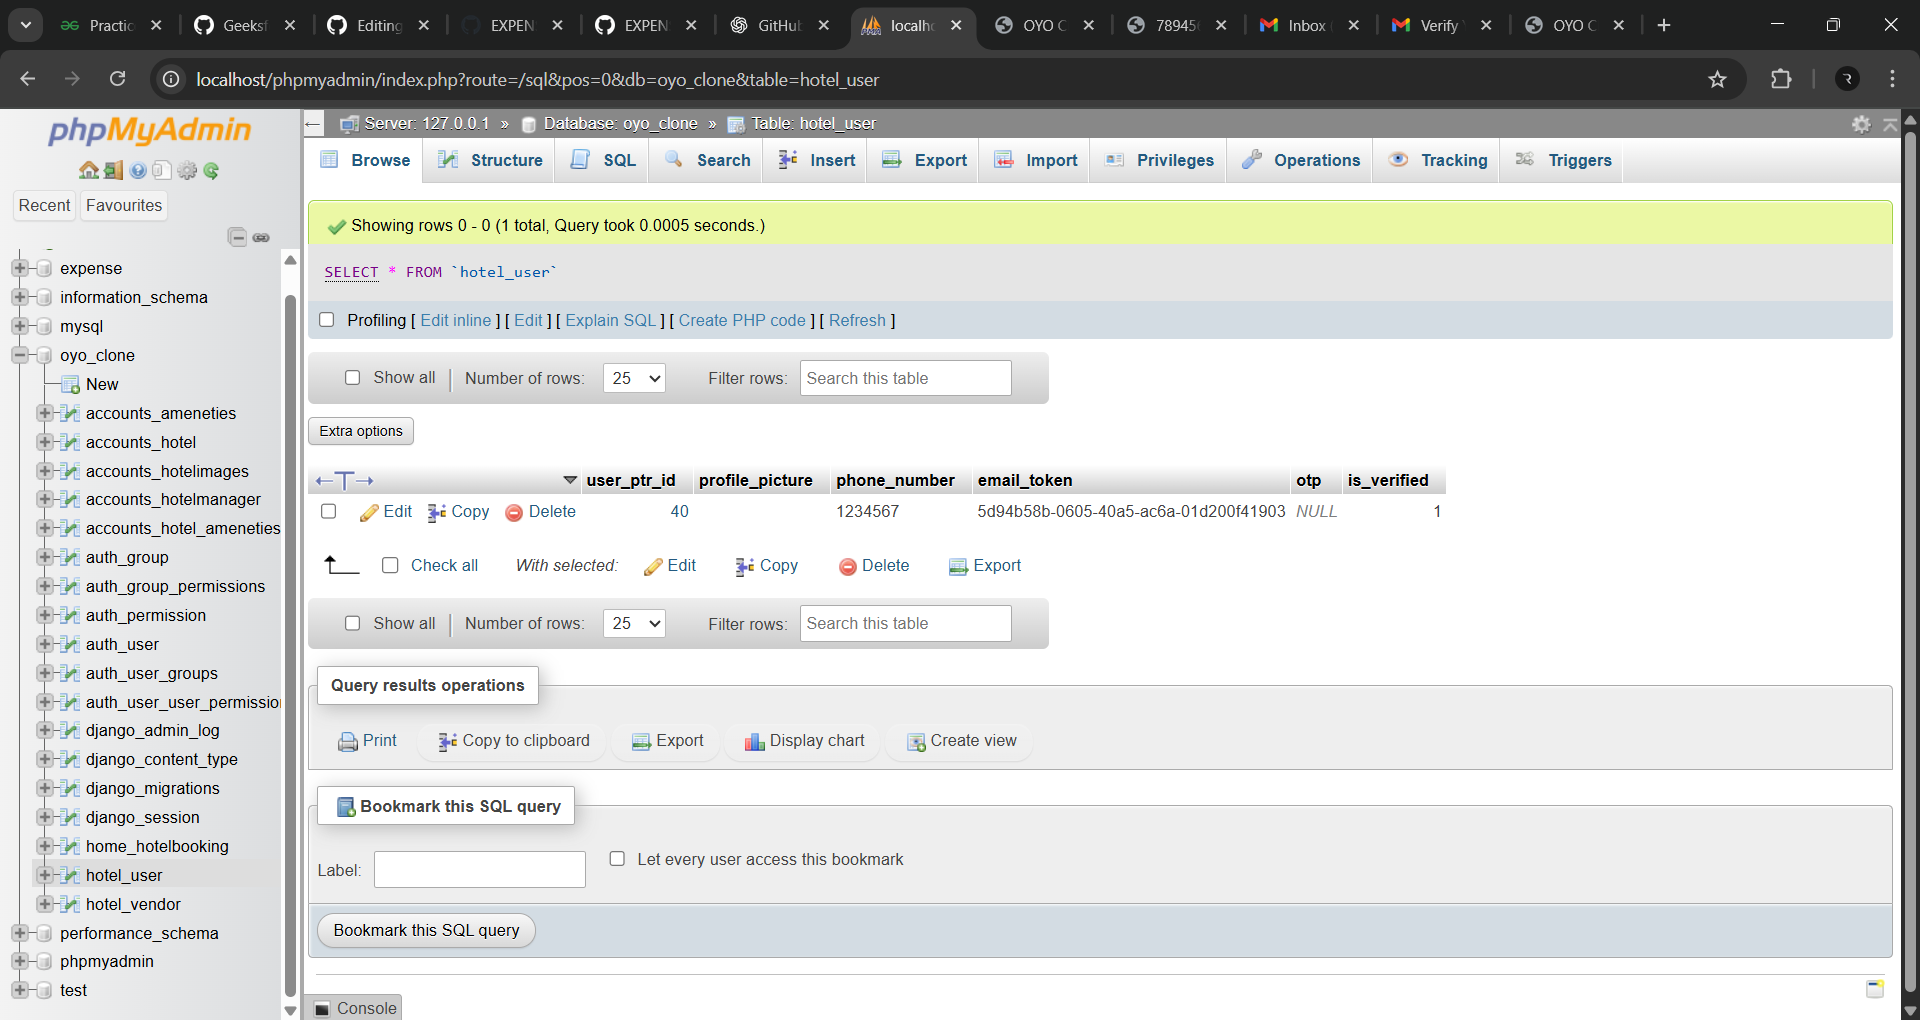 Practic
Geeksf
Editing
EXPEN
EXPEN
GitHub
localho
OYO C
78945
Inbox (
Verify Y
OYO C
localhost/phpmyadmin/index.php?route=/sql&pos=0&db=oyo_clone&table=hotel_user
phpMyAdmin
Recent
Favourites
expense
information_schema
mysql
oyo_clone
New
accounts_ameneties
accounts_hotel
accounts_hotelimages
accounts_hotelmanager
accounts_hotel_ameneties
auth_group
auth_group_permissions
auth_permission
auth_user
auth_user_groups
auth_user_user_permission
django_admin_log
django_content_type
django_migrations
django_session
home_hotelbooking
hotel_user
hotel_vendor
performance_schema
phpmyadmin
test
Server: 127.0.0.1 » Database: oyo_clone » Table: hotel_user
Browse Structure SQL Search Insert Export Import Privileges Operations Tracking Triggers
Showing rows 0 - 0 (1 total, Query took 0.0005 seconds.)
SELECT * FROM `hotel_user`
Profiling [ Edit inline ] [ Edit ] [ Explain SQL ] [ Create PHP code ] [ Refresh ]
Show all | Number of rows: 25 Filter rows: Search this table
Extra options
←T→ user_ptr_id profile_picture phone_number email_token otp is_verified
Edit Copy Delete 40 1234567 5d94b58b-0605-40a5-ac6a-01d200f41903 NULL 1
Check all With selected: Edit Copy Delete Export
Show all | Number of rows: 25 Filter rows: Search this table
Query results operations
Print Copy to clipboard Export Display chart Create view
Bookmark this SQL query
Label: Let every user access this bookmark
Bookmark this SQL query
Console